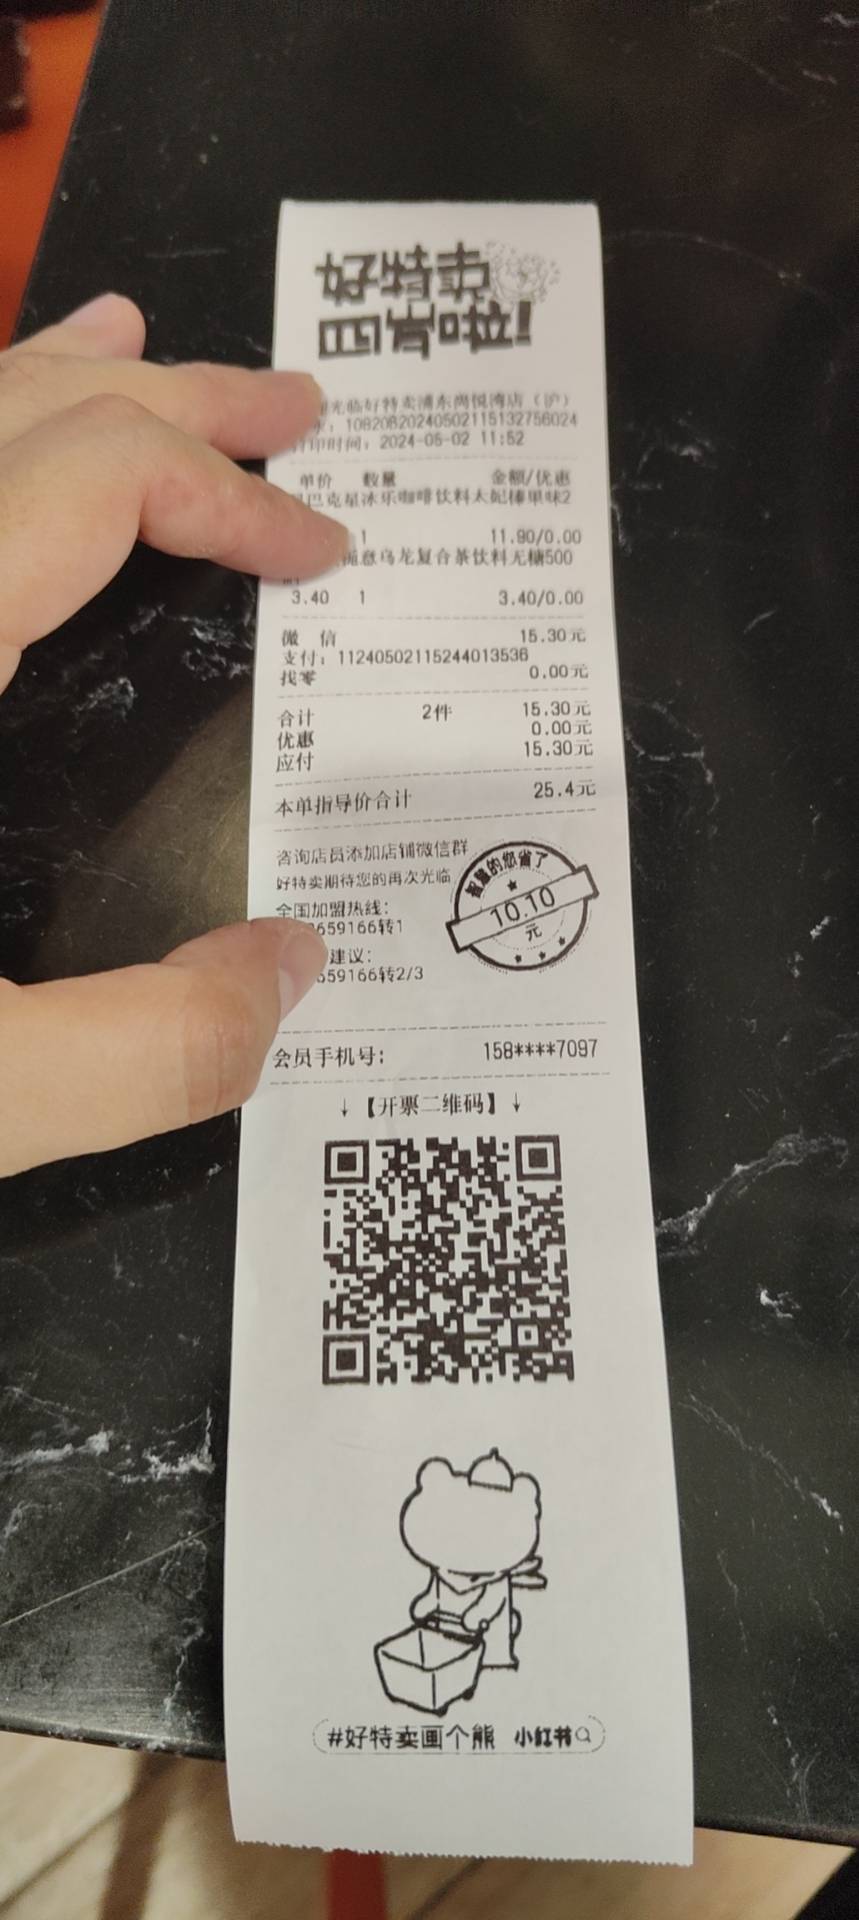 好特卖
四岁啦!
光临好特卖浦东尚悦湾店（沪）
: 10820820240502115132756024
印时间: 2024-05-02 11:52
单价 数量 金额/优惠
巴克星冰乐咖啡饮料太妃榛果味2
1 11.90/0.00
乌龙复合茶饮料无糖500
3.40 1 3.40/0.00
微 信 15.30元
支付: 112405021152440135​36
找零 0.00元
合计 2件 15.30元
优惠 0.00元
应付 15.30元
本单指导价合计 25.4元
咨询店员添加店铺微信群
好特卖期待您的再次光临
智慧的您省了
10.10
元
全国加盟热线:
659166转1
建议:
659166转2/3
会员手机号: 158****7097
↓【开票二维码】↓
#好特卖画个熊 小红书